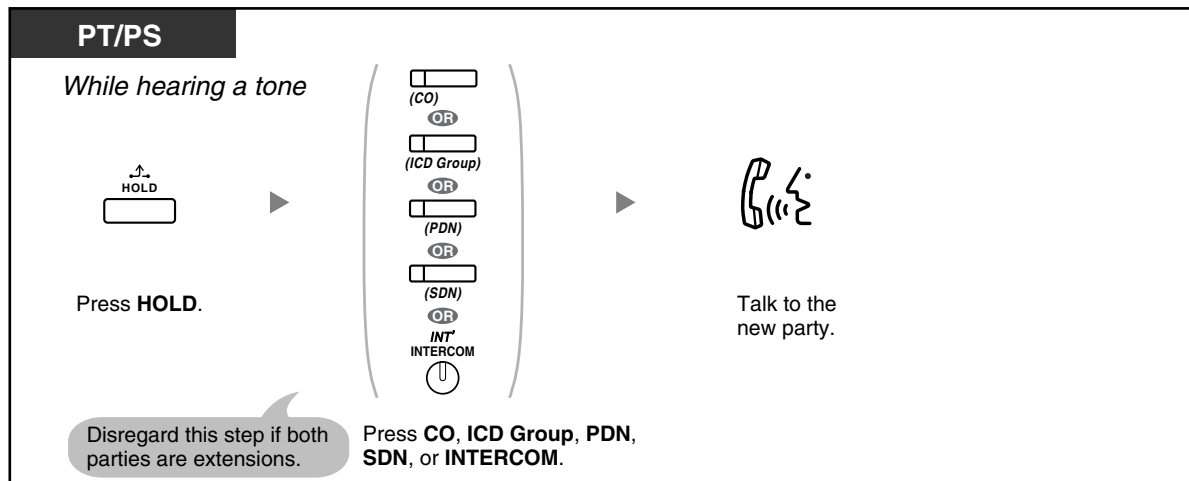 PT/PS
While hearing a tone
HOLD
Press HOLD.
(CO)
OR
(ICD Group)
OR
(PDN)
OR
(SDN)
OR
INT'
INTERCOM
Disregard this step if both
parties are extensions.
Press CO, ICD Group, PDN,
SDN, or INTERCOM.
Talk to the
new party.